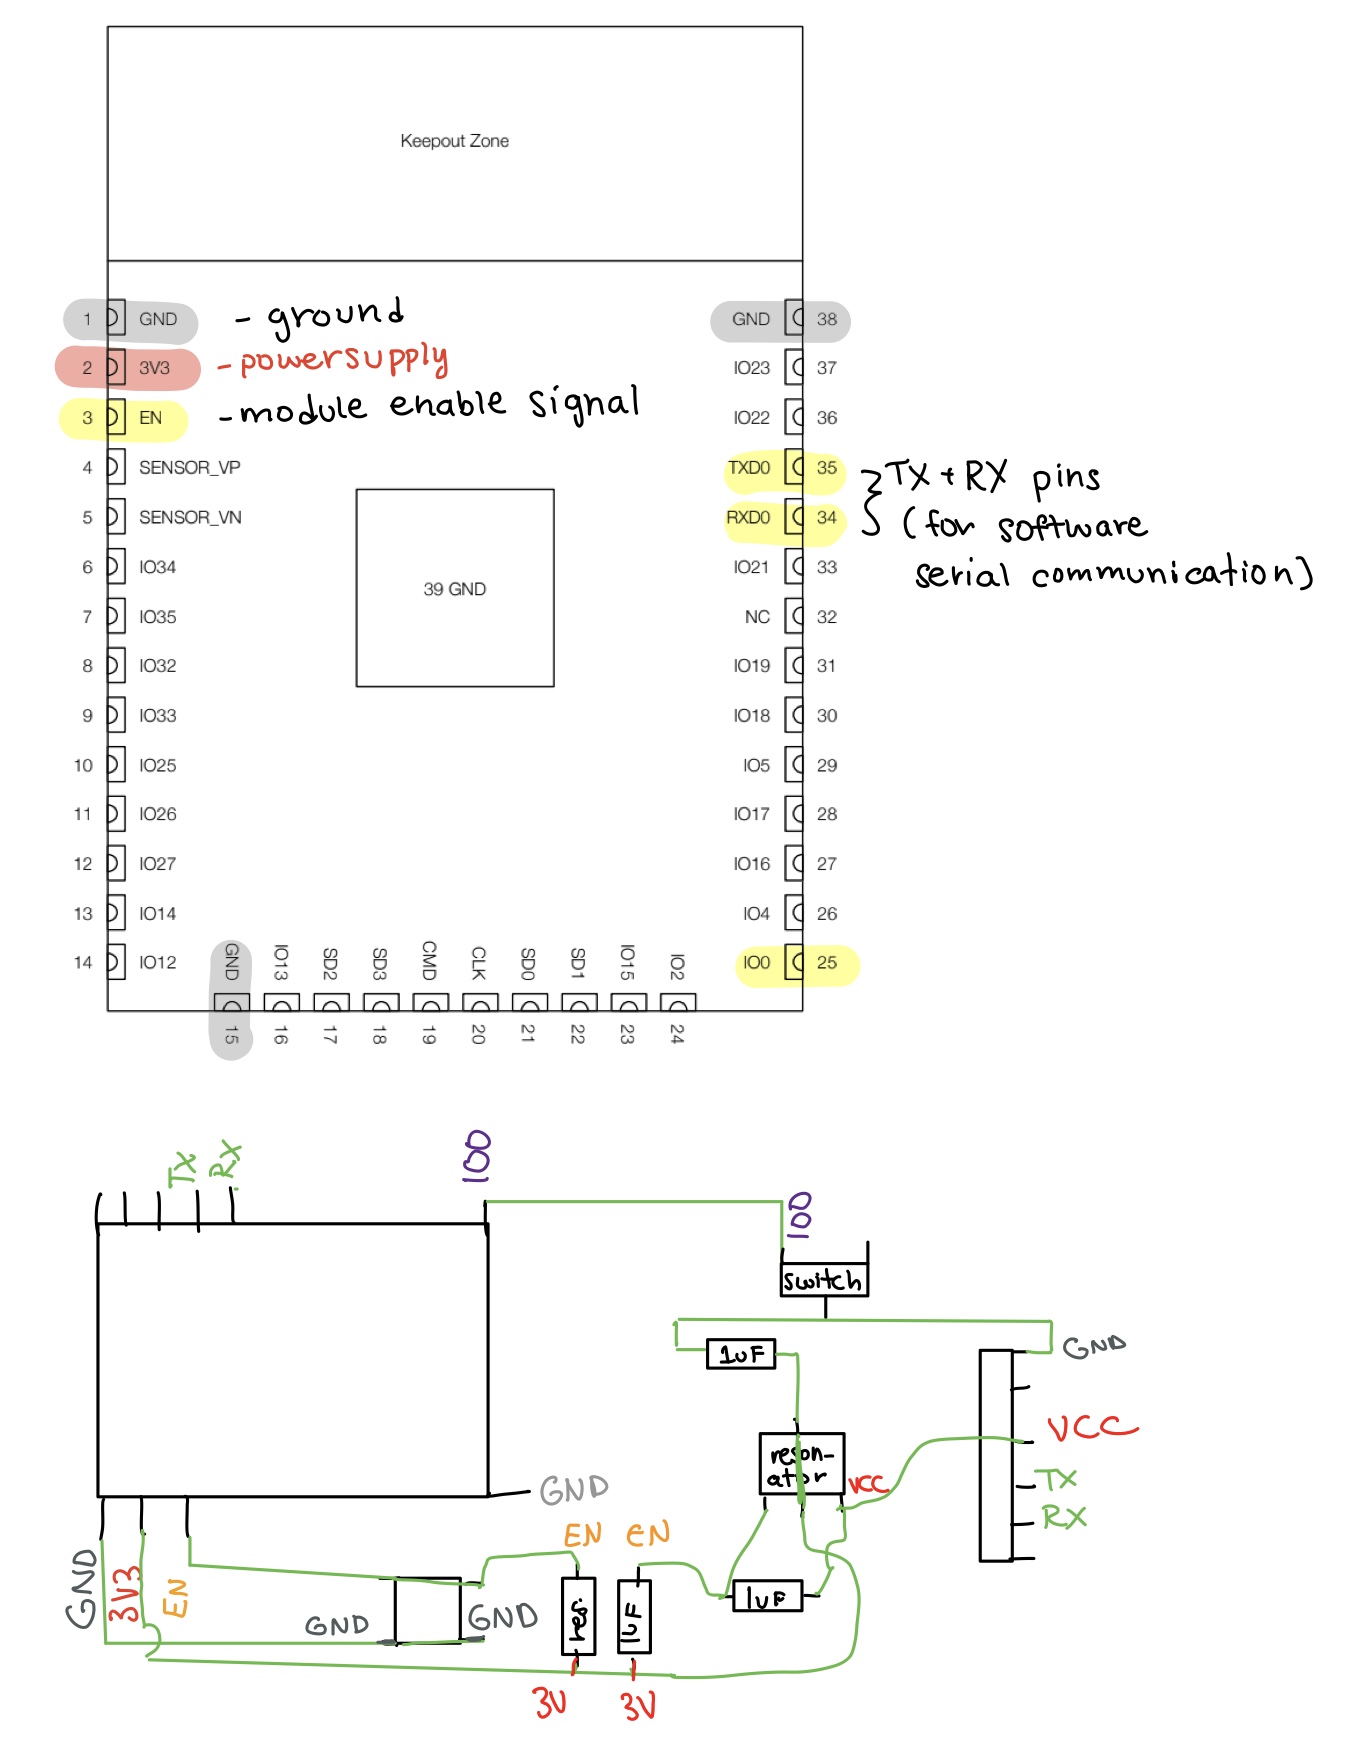 Keepout Zone
1 GND - ground
2 3V3 - powersupply
3 EN - module enable signal
4 SENSOR_VP
5 SENSOR_VN
6 IO34
7 IO35
8 IO32
9 IO33
10 IO25
11 IO26
12 IO27
13 IO14
14 IO12
39 GND
GND 38
IO23 37
IO22 36
TXD0 35
RXD0 34
} TX + RX pins
(for software
serial communication)
IO21 33
NC 32
IO19 31
IO18 30
IO5 29
IO17 28
IO16 27
IO4 26
IO0 25
GND 15
IO13 16
SD2 17
SD3 18
CMD 19
CLK 20
SD0 21
SD1 22
IO15 23
IO2 24
TX
RX
IO0
IO0
switch
1uF
GND
VCC
TX
RX
reson-
ator
VCC
GND
EN
EN
GND
3V3
EN
GND
GND
res.
1uF
1uF
3V
3V